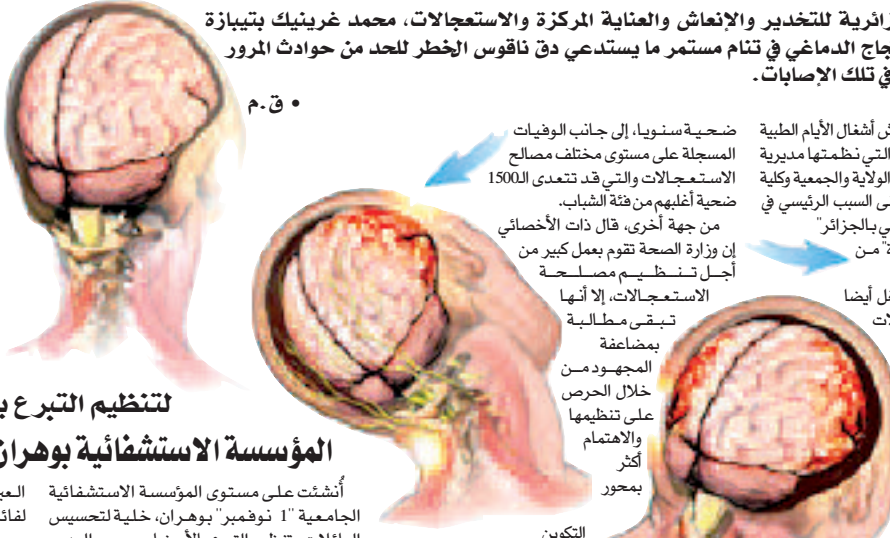 زائرية للتخدير والإنعاش والعناية المركزة والاستعجالات، محمد غرينيك بتيبازة
جاج الدماغي في تنام مستمر ما يستدعي دق ناقوس الخطر للحد من حوادث المرور
في تلك الإصابات.
• ق.م
ش أشغال الأيام الطبية
التي نظمتها مديرية
الولاية والجمعية وكلية
ى السبب الرئيسي في
ي بالجزائر"
ة" من
ل أيضا
لات
ضحية سنويا، إلى جانب الوفيات
المسجلة على مستوى مختلف مصالح
الاستعجالات والتي قد تتعدى الـ1500
ضحية أغلبهم من فئة الشباب.
من جهة أخرى، قال ذات الأخصائي
إن وزارة الصحة تقوم بعمل كبير من
أجل تنظيم مصلحة
الاستعجالات، إلا أنها
تبقى مطالبة
بمضاعفة
المجهود من
خلال الحرص
على تنظيمها
والاهتمام
أكثر
بمحور
التكوين
لتنظيم التبرع ب
المؤسسة الاستشفائية بوهران
أُنشئت على مستوى المؤسسة الاستشفائية
الجامعية "1 نوفمبر" بوهران، خلية لتحسيس
لفائ